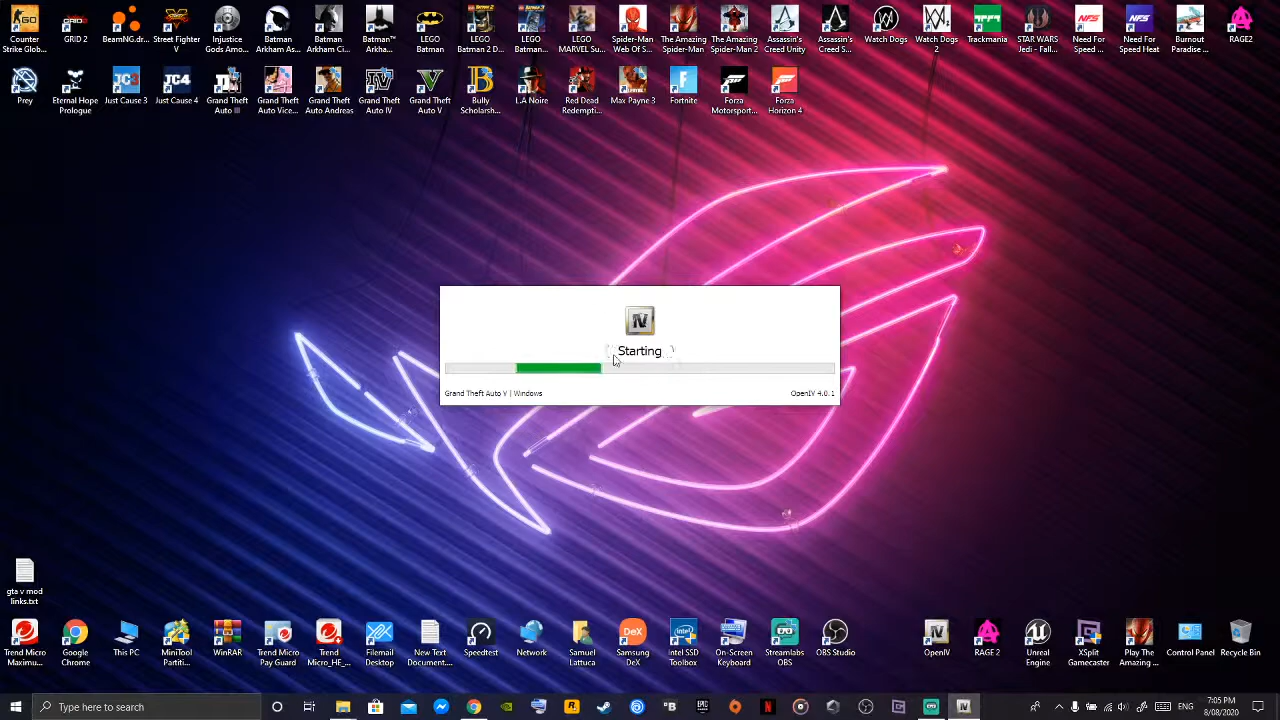 Counter
Strike Glob...
GRID 2
BeamNG.dr...
Street Fighter
V
Injustice
Gods Amo...
Batman
Arkham As...
Batman
Arkham Ci...
Batman
Arkha...
LEGO
Batman
LEGO
Batman 2 D...
LEGO
Batman...
LEGO
MARVEL Su...
Spider-Man
Web Of S...
The Amazing
Spider-Man
The Amazing
Spider-Man 2
Assassin's
Creed Unity
Assassin's
Creed S...
Watch Dogs
Watch Dogs
2
Trackmania
STAR WARS
Jedi - Fall...
Need For
Speed ...
Need For
Speed Heat
Burnout
Paradise ...
RAGE2
Prey
Eternal Hope
Prologue
Just Cause 3
Just Cause 4
Grand Theft
Auto III
Grand Theft
Auto Vice...
Grand Theft
Auto Andreas
Grand Theft
Auto IV
Grand Theft
Auto V
Bully
Scholarsh...
L.A Noire
Red Dead
Redempti...
Max Payne 3
Fortnite
Forza
Motorsport...
Forza
Horizon 4
Starting
Grand Theft Auto V | Windows
OpenIV 4.0.1
gta v mod
links.txt
Trend Micro
Maximu...
Google
Chrome
This PC
MiniTool
Partiti...
WinRAR
Trend Micro
Pay Guard
Trend
Micro_HE_...
Filemail
Desktop
New Text
Document...
Speedtest
Network
Samuel
Lattuca
Samsung
DeX
Intel SSD
Toolbox
On-Screen
Keyboard
Streamlabs
OBS
OBS Studio
OpenIV
RAGE 2
Unreal
Engine
XSplit
Gamecaster
Play The
Amazing ...
Control Panel
Recycle Bin
Type here to search
ENG
7:05 PM
8/08/2020